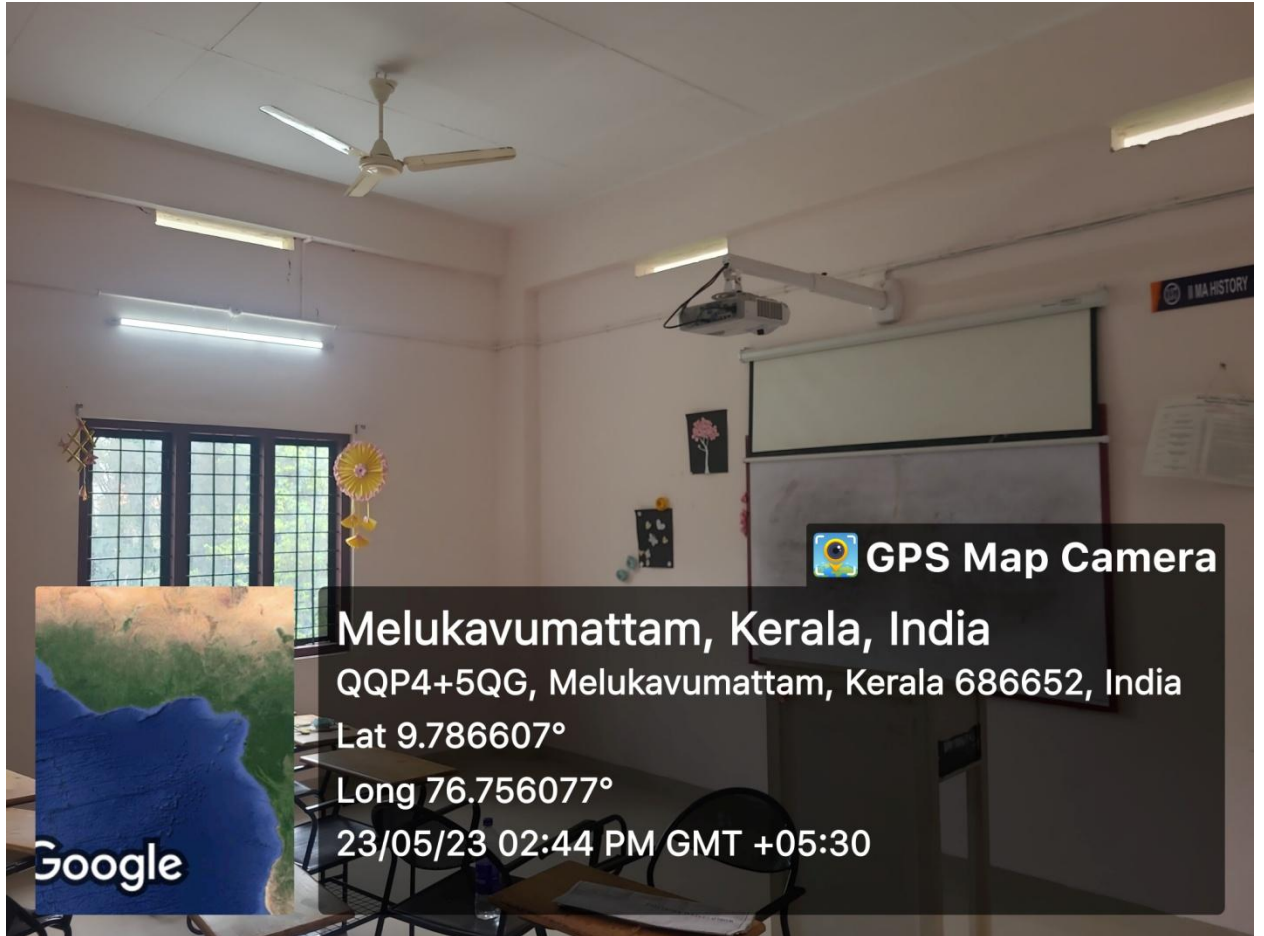 II MA HISTORY
GPS Map Camera
Melukavumattam, Kerala, India
QQP4+5QG, Melukavumattam, Kerala 686652, India
Lat 9.786607°
Long 76.756077°
23/05/23 02:44 PM GMT +05:30
Google